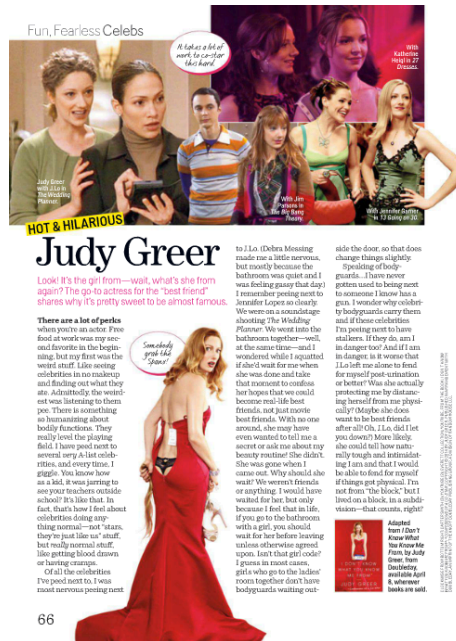 Fun, Fearless Celebs
It takes a lot of
work to co-star
this hard.
With
Katherine
Heigl in 27
Dresses.
Judy Greer
with J.Lo in
The Wedding
Planner.
With Jim
Parsons in
The Big Bang
Theory.
With Jennifer Garner
in 13 Going on 30.
HOT & HILARIOUS
Judy Greer
Look! It's the girl from—wait, what's she from
again? The go-to actress for the "best friend"
shares why it's pretty sweet to be almost famous.
There are a lot of perks
when you're an actor. Free
food at work was my sec-
ond favorite in the begin-
ning, but my first was the
weird stuff. Like seeing
celebrities in no makeup
and finding out what they
ate. Admittedly, the weird-
est was listening to them
pee. There is something
so humanizing about
bodily functions. They
really level the playing
field. I have peed next to
several very A-list celeb-
rities, and every time, I
giggle. You know how
as a kid, it was jarring to
see your teachers outside
school? It's like that. In
fact, that's how I feel about
celebrities doing any-
thing normal—not "stars,
they're just like us" stuff,
but really normal stuff,
like getting blood drawn
or having cramps.
Of all the celebrities
I've peed next to, I was
most nervous peeing next
Somebody
grab the
Spanx!
to J.Lo. (Debra Messing
made me a little nervous,
but mostly because the
bathroom was quiet and I
was feeling gassy that day.)
I remember peeing next to
Jennifer Lopez so clearly.
We were on a soundstage
shooting The Wedding
Planner. We went into the
bathroom together—well,
at the same time—and I
wondered while I squatted
if she'd wait for me when
she was done and take
that moment to confess
her hopes that we could
become real-life best
friends, not just movie
best friends. With no one
around, she may have
even wanted to tell me a
secret or ask me about my
beauty routine! She didn't.
She was gone when I
came out. Why should she
wait? We weren't friends
or anything. I would have
waited for her, but only
because I feel that in life,
if you go to the bathroom
with a girl, you should
wait for her before leaving
unless otherwise agreed
upon. Isn't that girl code?
I guess in most cases,
girls who go to the ladies'
room together don't have
bodyguards waiting out-
side the door, so that does
change things slightly.
Speaking of body-
guards...I have never
gotten used to being next
to someone I know has a
gun. I wonder why celebri-
ty bodyguards carry them
and if these celebrities
I'm peeing next to have
stalkers. If they do, am I
in danger too? And if I am
in danger, is it worse that
J.Lo left me alone to fend
for myself post-urination
or better? Was she actually
protecting me by distanc-
ing herself from me phys-
ically? (Maybe she does
want to be best friends
after all! Oh, J.Lo, did I let
you down?) More likely,
she could tell how natu-
rally tough and intimidat-
ing I am and that I would
be able to fend for myself
if things got physical. I'm
not from "the block," but I
lived on a block, in a subdi-
vision—that counts, right?
Adapted
from I Don't
Know What
You Know Me
From, by Judy
Greer, from
Doubleday,
available April
8, wherever
books are sold.
I DON'T KNOW
WHAT YOU KNOW
ME FROM
JUDY GREER
66